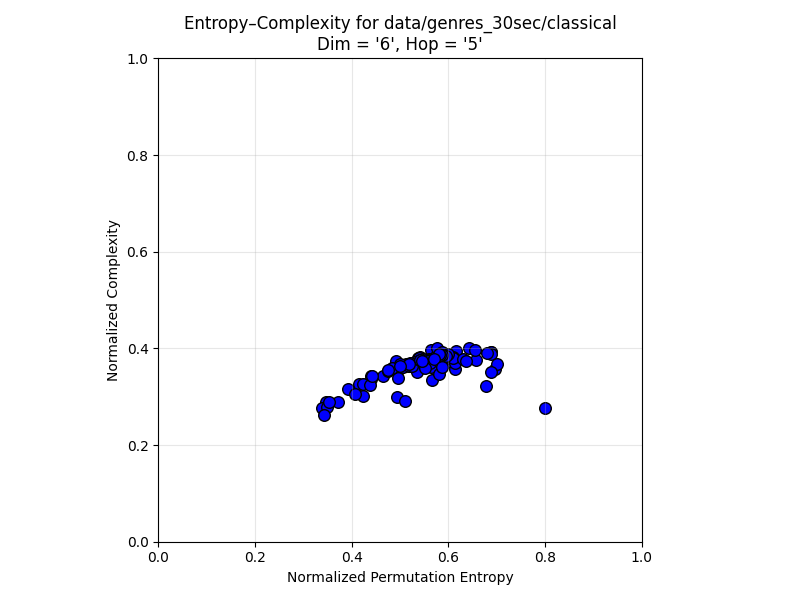 Entropy–Complexity for data/genres_30sec/classical
Dim = '6', Hop = '5'
1.0
0.8
0.6
0.4
0.2
0.0
Normalized Complexity
0.0 0.2 0.4 0.6 0.8 1.0
Normalized Permutation Entropy